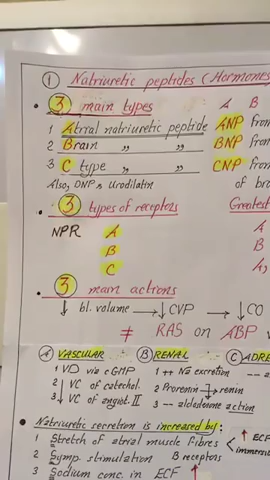 ① Natriuretic peptides (Hormones
• ③ main types A B
1 Atrial natriuretic peptide ANP from
2 Brain " " BNP from
3 C type " " CNP from
Also, DNP & Urodilatin of br
• ③ types of receptors Greatest
NPR A A
B B
C A,
• ③ main actions
↓ bl. volume → ↓ CVP → ↓ CO
≠ RAS on ABP
Ⓐ VASCULAR Ⓑ RENAL Ⓒ ADRE
1 VD via cGMP 1 ++ Na excretion --
2 ↓ VC of catechol. 2 Prorenin → renin
3 ↓ VC of angiot. II 3 -- aldosterone action
• Natriuretic secretion is increased by:
1 Stretch of atrial muscle fibres < ↑ ECF
2 Symp. stimulation B receptors immersi
3 Sodium conc. in ECF ↑